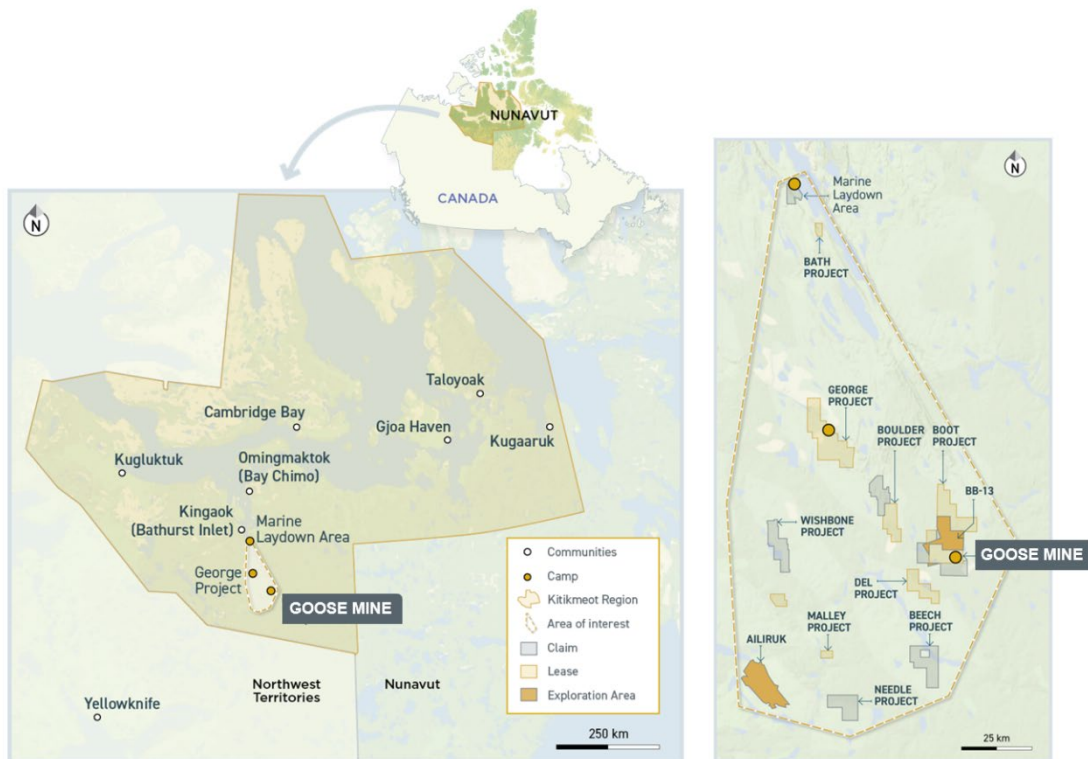 NUNAVUT
CANADA
N
Cambridge Bay
Taloyoak
Gjoa Haven
Kugaaruk
Kugluktuk
Omingmaktok
(Bay Chimo)
Kingaok
(Bathurst Inlet)
Marine
Laydown Area
George
Project
GOOSE MINE
Northwest
Territories
Nunavut
Yellowknife
Communities
Camp
Kitikmeot Region
Area of interest
Claim
Lease
Exploration Area
250 km
N
Marine
Laydown
Area
BATH
PROJECT
GEORGE
PROJECT
BOULDER
PROJECT
BOOT
PROJECT
BB-13
WISHBONE
PROJECT
GOOSE MINE
DEL
PROJECT
MALLEY
PROJECT
BEECH
PROJECT
AILIRUK
NEEDLE
PROJECT
25 km